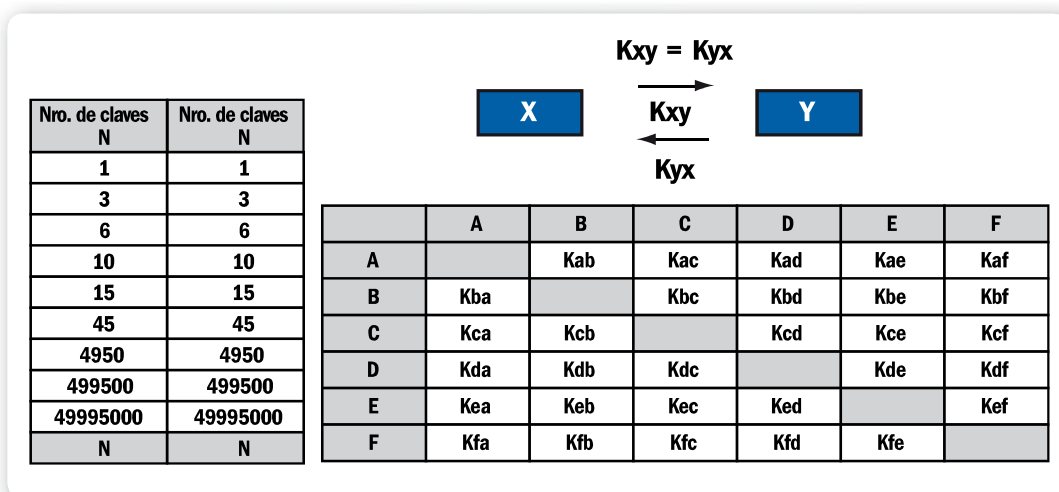 Kxy = Kyx
X Kxy Y
Kyx
Nro. de claves N Nro. de claves N
1 1
3 3
6 6
10 10
15 15
45 45
4950 4950
499500 499500
49995000 49995000
N N
A B C D E F
A Kab Kac Kad Kae Kaf
B Kba Kbc Kbd Kbe Kbf
C Kca Kcb Kcd Kce Kcf
D Kda Kdb Kdc Kde Kdf
E Kea Keb Kec Ked Kef
F Kfa Kfb Kfc Kfd Kfe